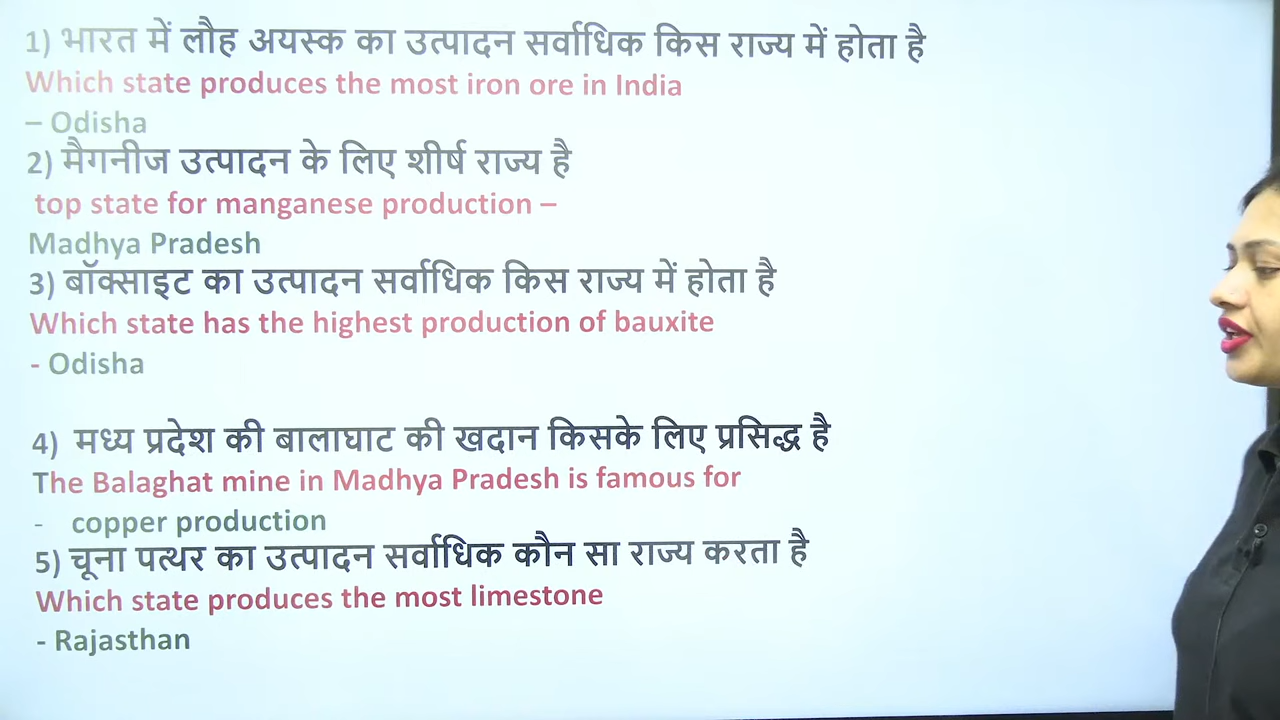 1) भारत में लौह अयस्क का उत्पादन सर्वाधिक किस राज्य में होता है
Which state produces the most iron ore in India
– Odisha
2) मैगनीज उत्पादन के लिए शीर्ष राज्य है
top state for manganese production –
Madhya Pradesh
3) बॉक्साइट का उत्पादन सर्वाधिक किस राज्य में होता है
Which state has the highest production of bauxite
- Odisha
4) मध्य प्रदेश की बालाघाट की खदान किसके लिए प्रसिद्ध है
The Balaghat mine in Madhya Pradesh is famous for
- copper production
5) चूना पत्थर का उत्पादन सर्वाधिक कौन सा राज्य करता है
Which state produces the most limestone
- Rajasthan